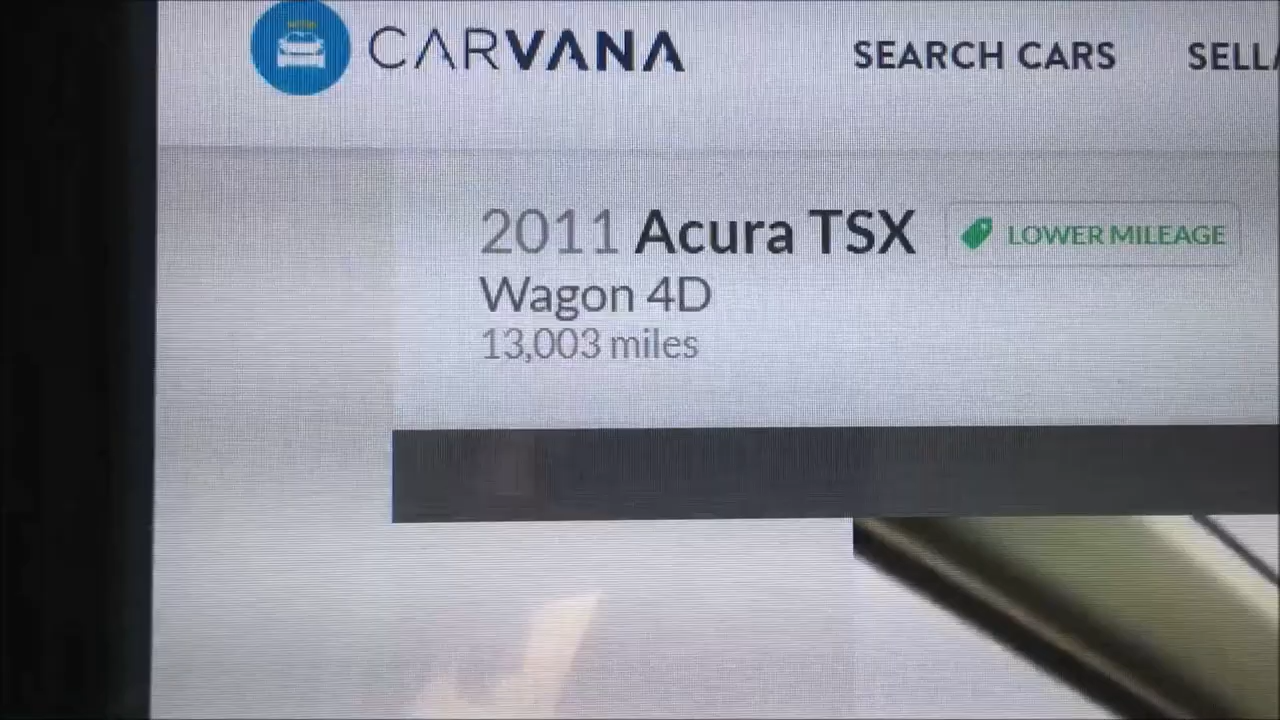 CARVANA
SEARCH CARS
SELL/
2011 Acura TSX
LOWER MILEAGE
Wagon 4D
13,003 miles